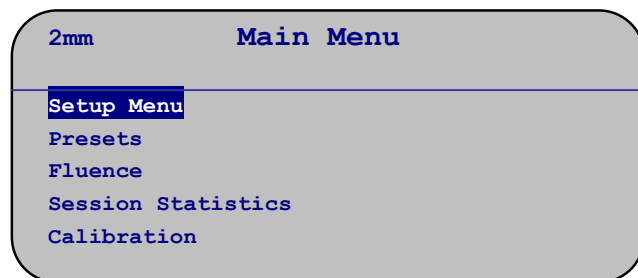 2mm Main Menu
Setup Menu
Presets
Fluence
Session Statistics
Calibration